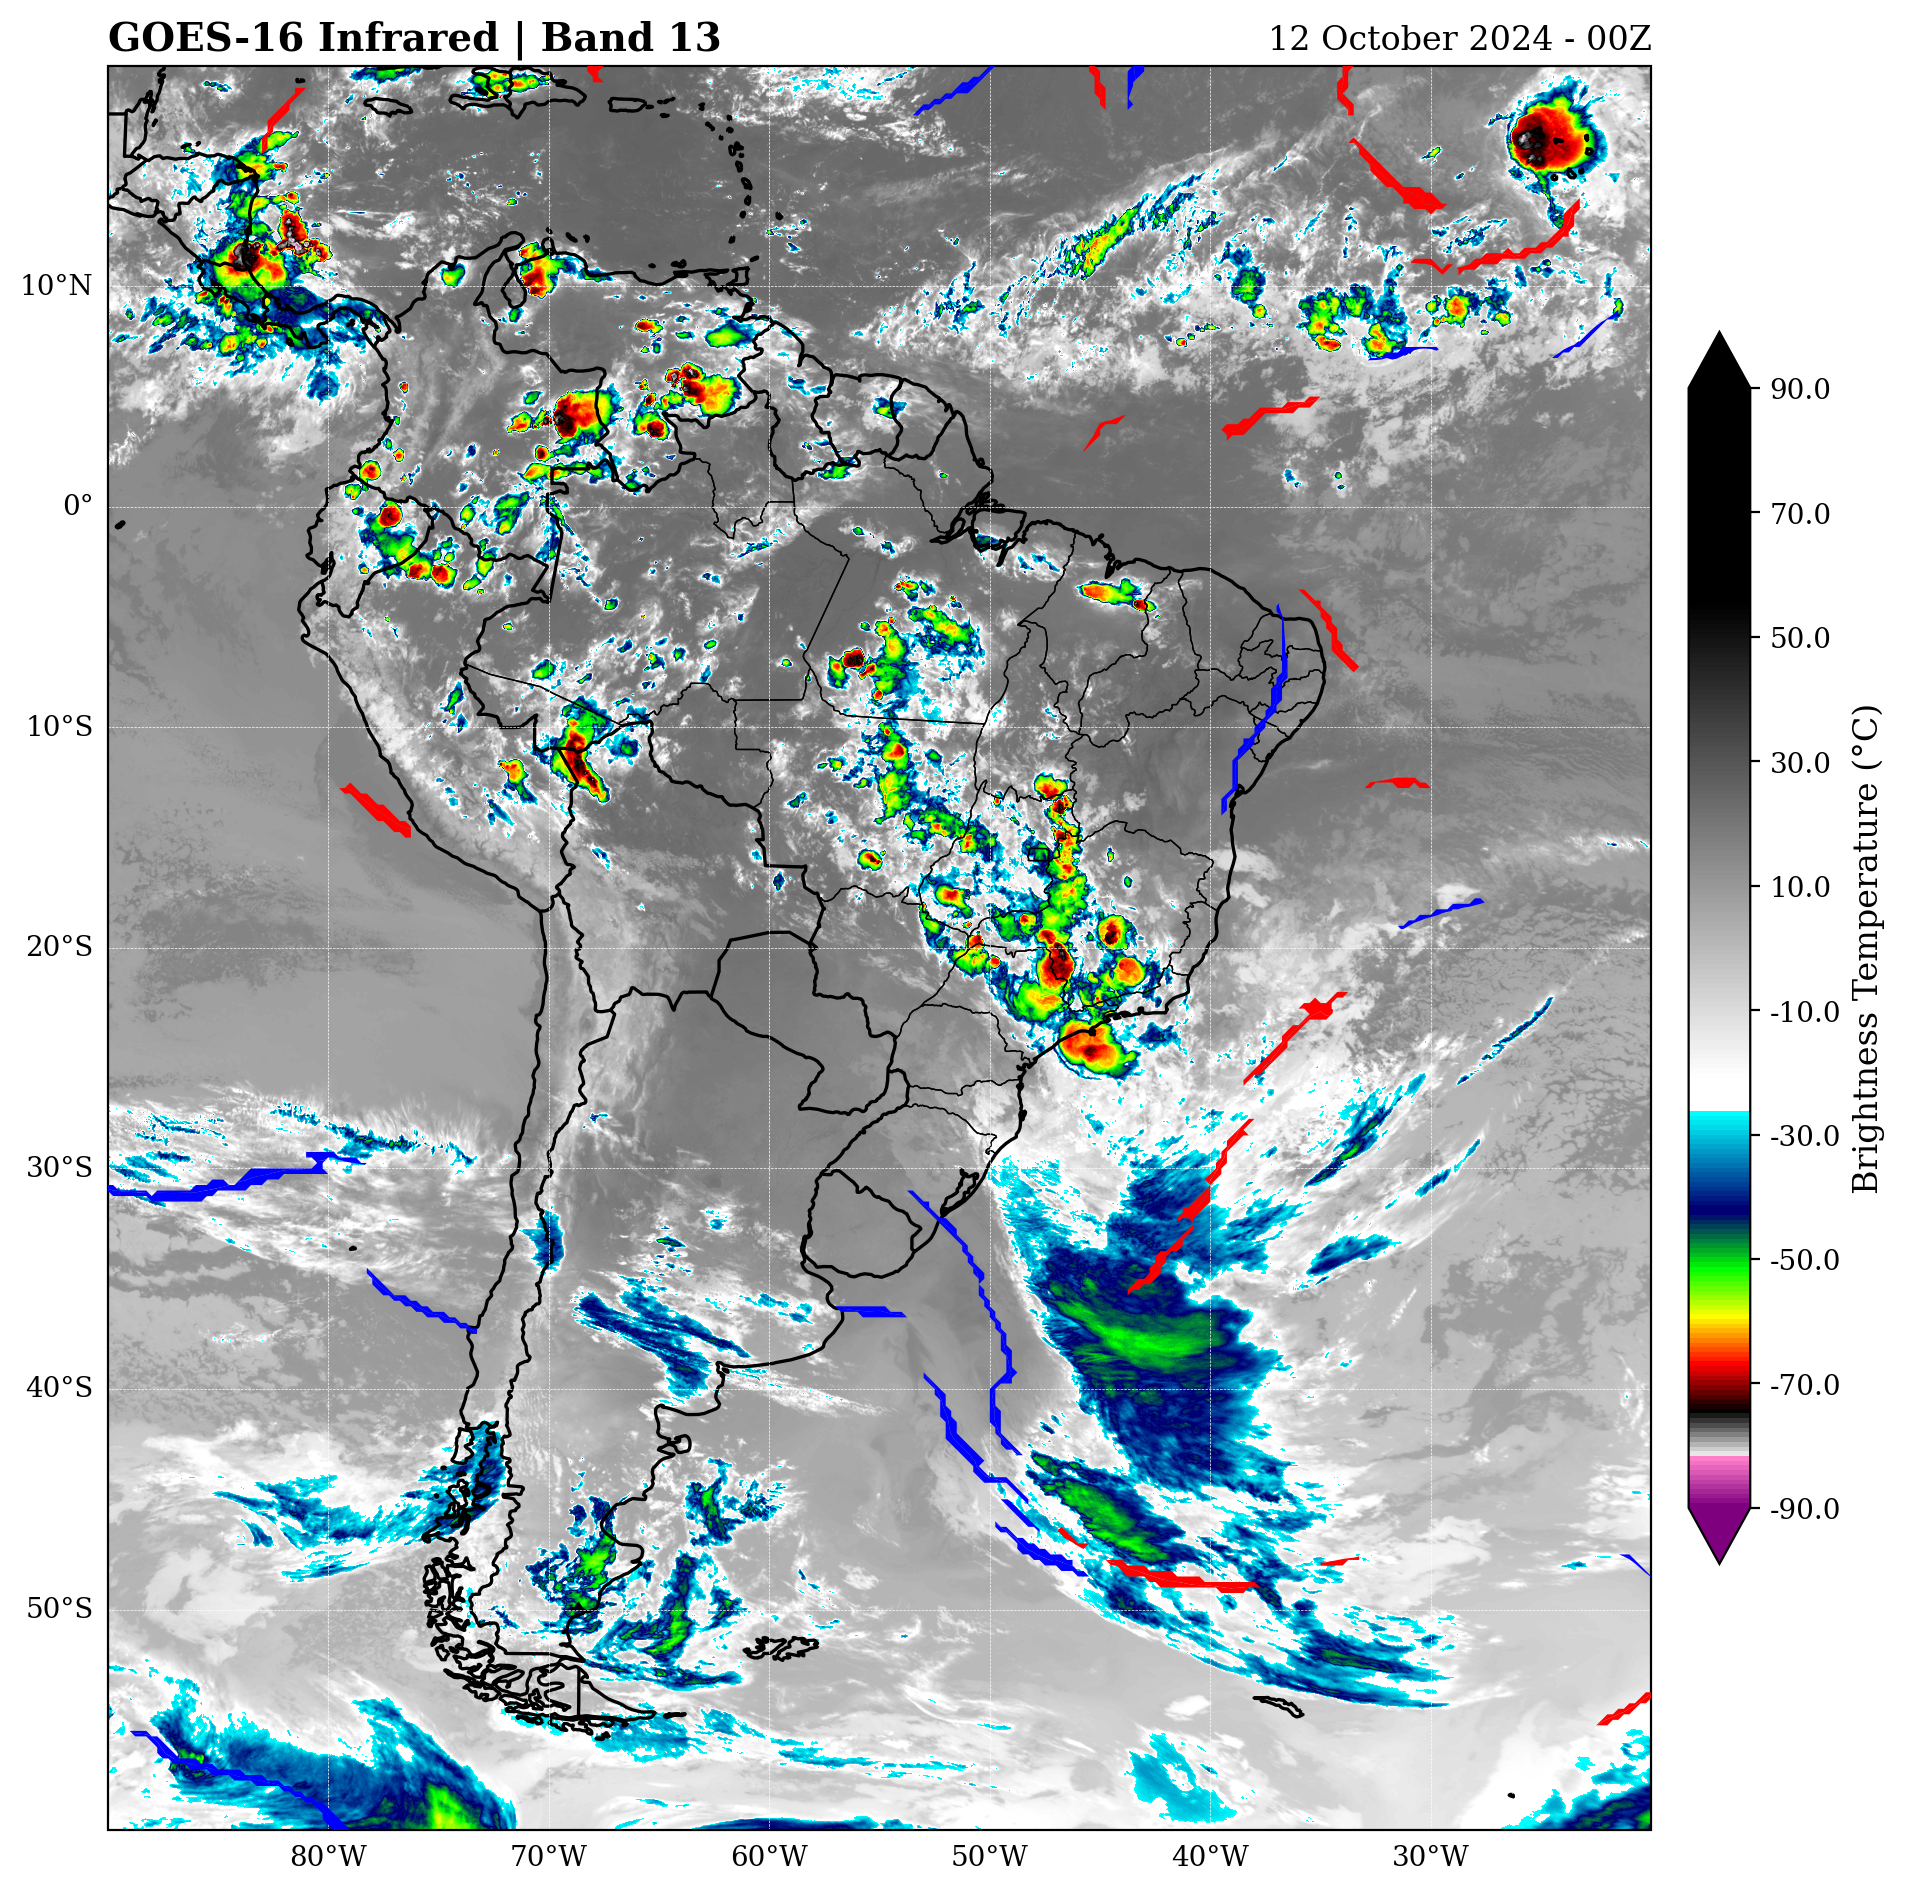 GOES-16 Infrared | Band 13
12 October 2024 - 00Z
10°N
0°
10°S
20°S
30°S
40°S
50°S
80°W
70°W
60°W
50°W
40°W
30°W
90.0
70.0
50.0
30.0
10.0
-10.0
-30.0
-50.0
-70.0
-90.0
Brightness Temperature (°C)